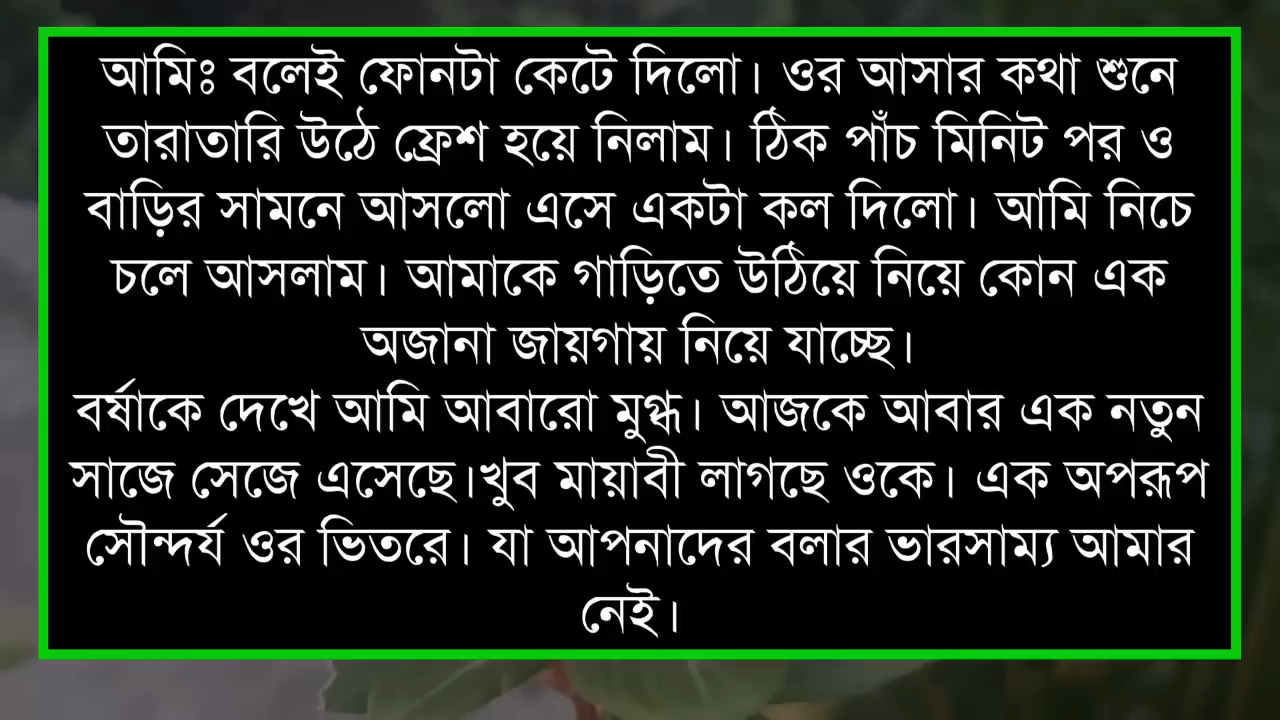 আমিঃ বলেই ফোনটা কেটে দিলো। ওর আসার কথা শুনে
তারাতারি উঠে ফ্রেশ হয়ে নিলাম। ঠিক পাঁচ মিনিট পর ও
বাড়ির সামনে আসলো এসে একটা কল দিলো। আমি নিচে
চলে আসলাম। আমাকে গাড়িতে উঠিয়ে নিয়ে কোন এক
অজানা জায়গায় নিয়ে যাচ্ছে।
বর্ষাকে দেখে আমি আবারো মুগ্ধ। আজকে আবার এক নতুন
সাজে সেজে এসেছে।খুব মায়াবী লাগছে ওকে। এক অপরূপ
সৌন্দর্য ওর ভিতরে। যা আপনাদের বলার ভারসাম্য আমার
নেই।